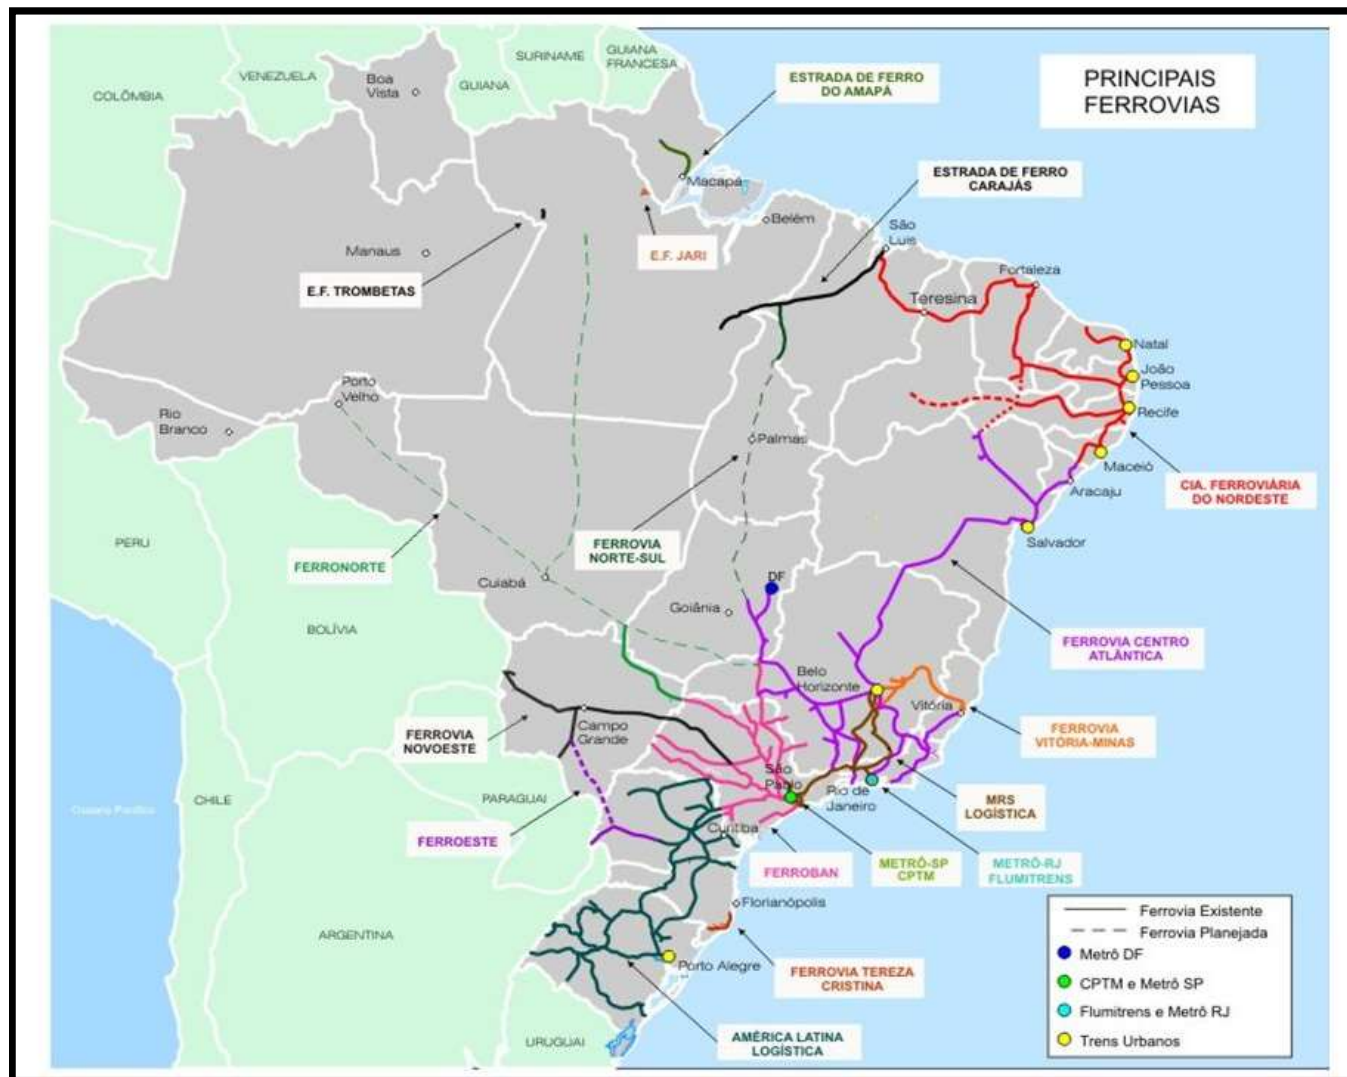 PRINCIPAIS
FERROVIAS
COLÔMBIA
VENEZUELA
GUIANA
SURINAME
GUIANA
FRANCESA
Boa
Vista
ESTRADA DE FERRO
DO AMAPÁ
Macapá
Belém
ESTRADA DE FERRO
CARAJÁS
São
Luis
Manaus
E.F. TROMBETAS
E.F. JARI
Fortaleza
Teresina
Natal
João
Pessoa
Recife
Maceió
Aracaju
Porto
Velho
Rio
Branco
Palmas
CIA. FERROVIÁRIA
DO NORDESTE
PERU
FERRONORTE
FERROVIA
NORTE-SUL
Salvador
Cuiabá
DF
Goiânia
BOLÍVIA
FERROVIA CENTRO
ATLÂNTICA
Belo
Horizonte
Vitória
FERROVIA
NOVOESTE
Campo
Grande
FERROVIA
VITÓRIA-MINAS
São
Paulo
Rio de
Janeiro
MRS
LOGÍSTICA
Oceano Pacífico
CHILE
PARAGUAI
FERROESTE
Curitiba
FERROBAN
METRÔ-SP
CPTM
METRÔ-RJ
FLUMITRENS
Florianópolis
ARGENTINA
Porto Alegre
FERROVIA TEREZA
CRISTINA
URUGUAI
AMÉRICA LATINA
LOGÍSTICA
Ferrovia Existente
Ferrovia Planejada
Metrô DF
CPTM e Metrô SP
Flumitrens e Metrô RJ
Trens Urbanos